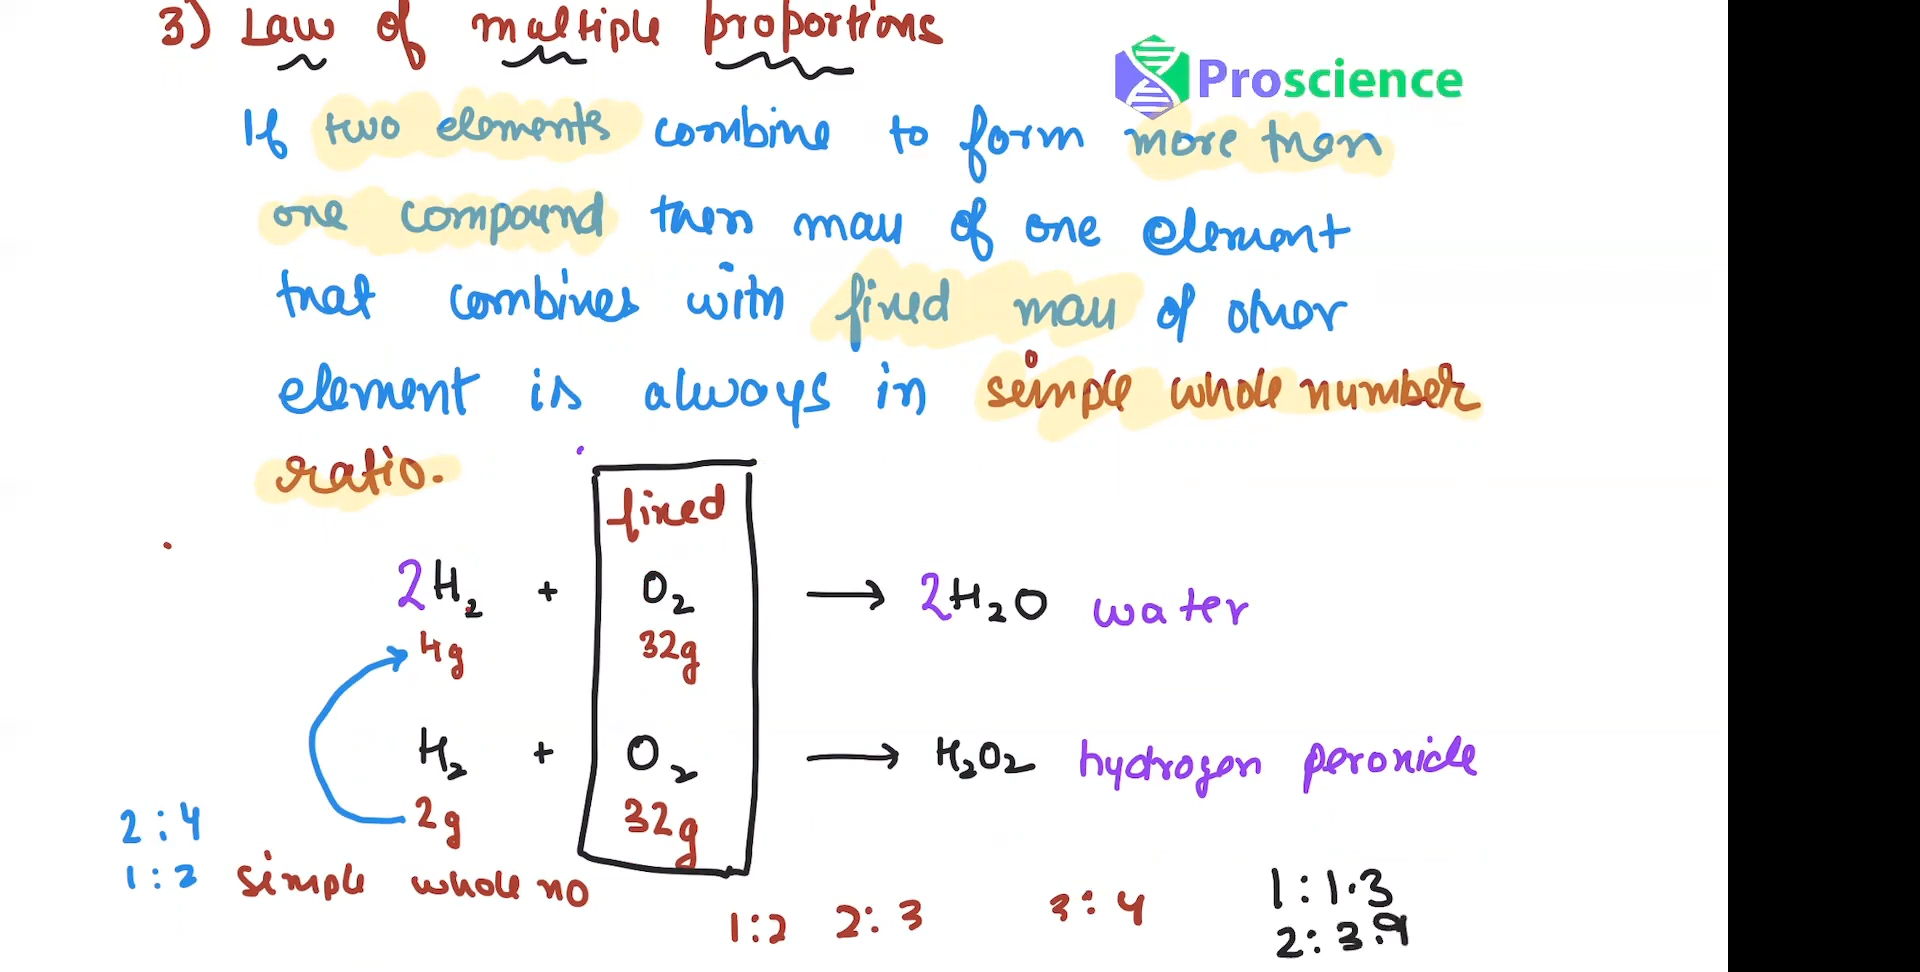 3) Law of multiple proportions
Proscience
If two elements combine to form more than
one compound then mass of one element
that combines with fixed mass of other
element is always in simple whole number
ratio.
fixed
2H₂ + O₂ → 2H₂O water
4g 32g
H₂ + O₂ → H₂O₂ hydrogen peroxide
2g 32g
2:4
1:2 simple whole no
1:2 2:3 3:4
1:1.3
2:3.9